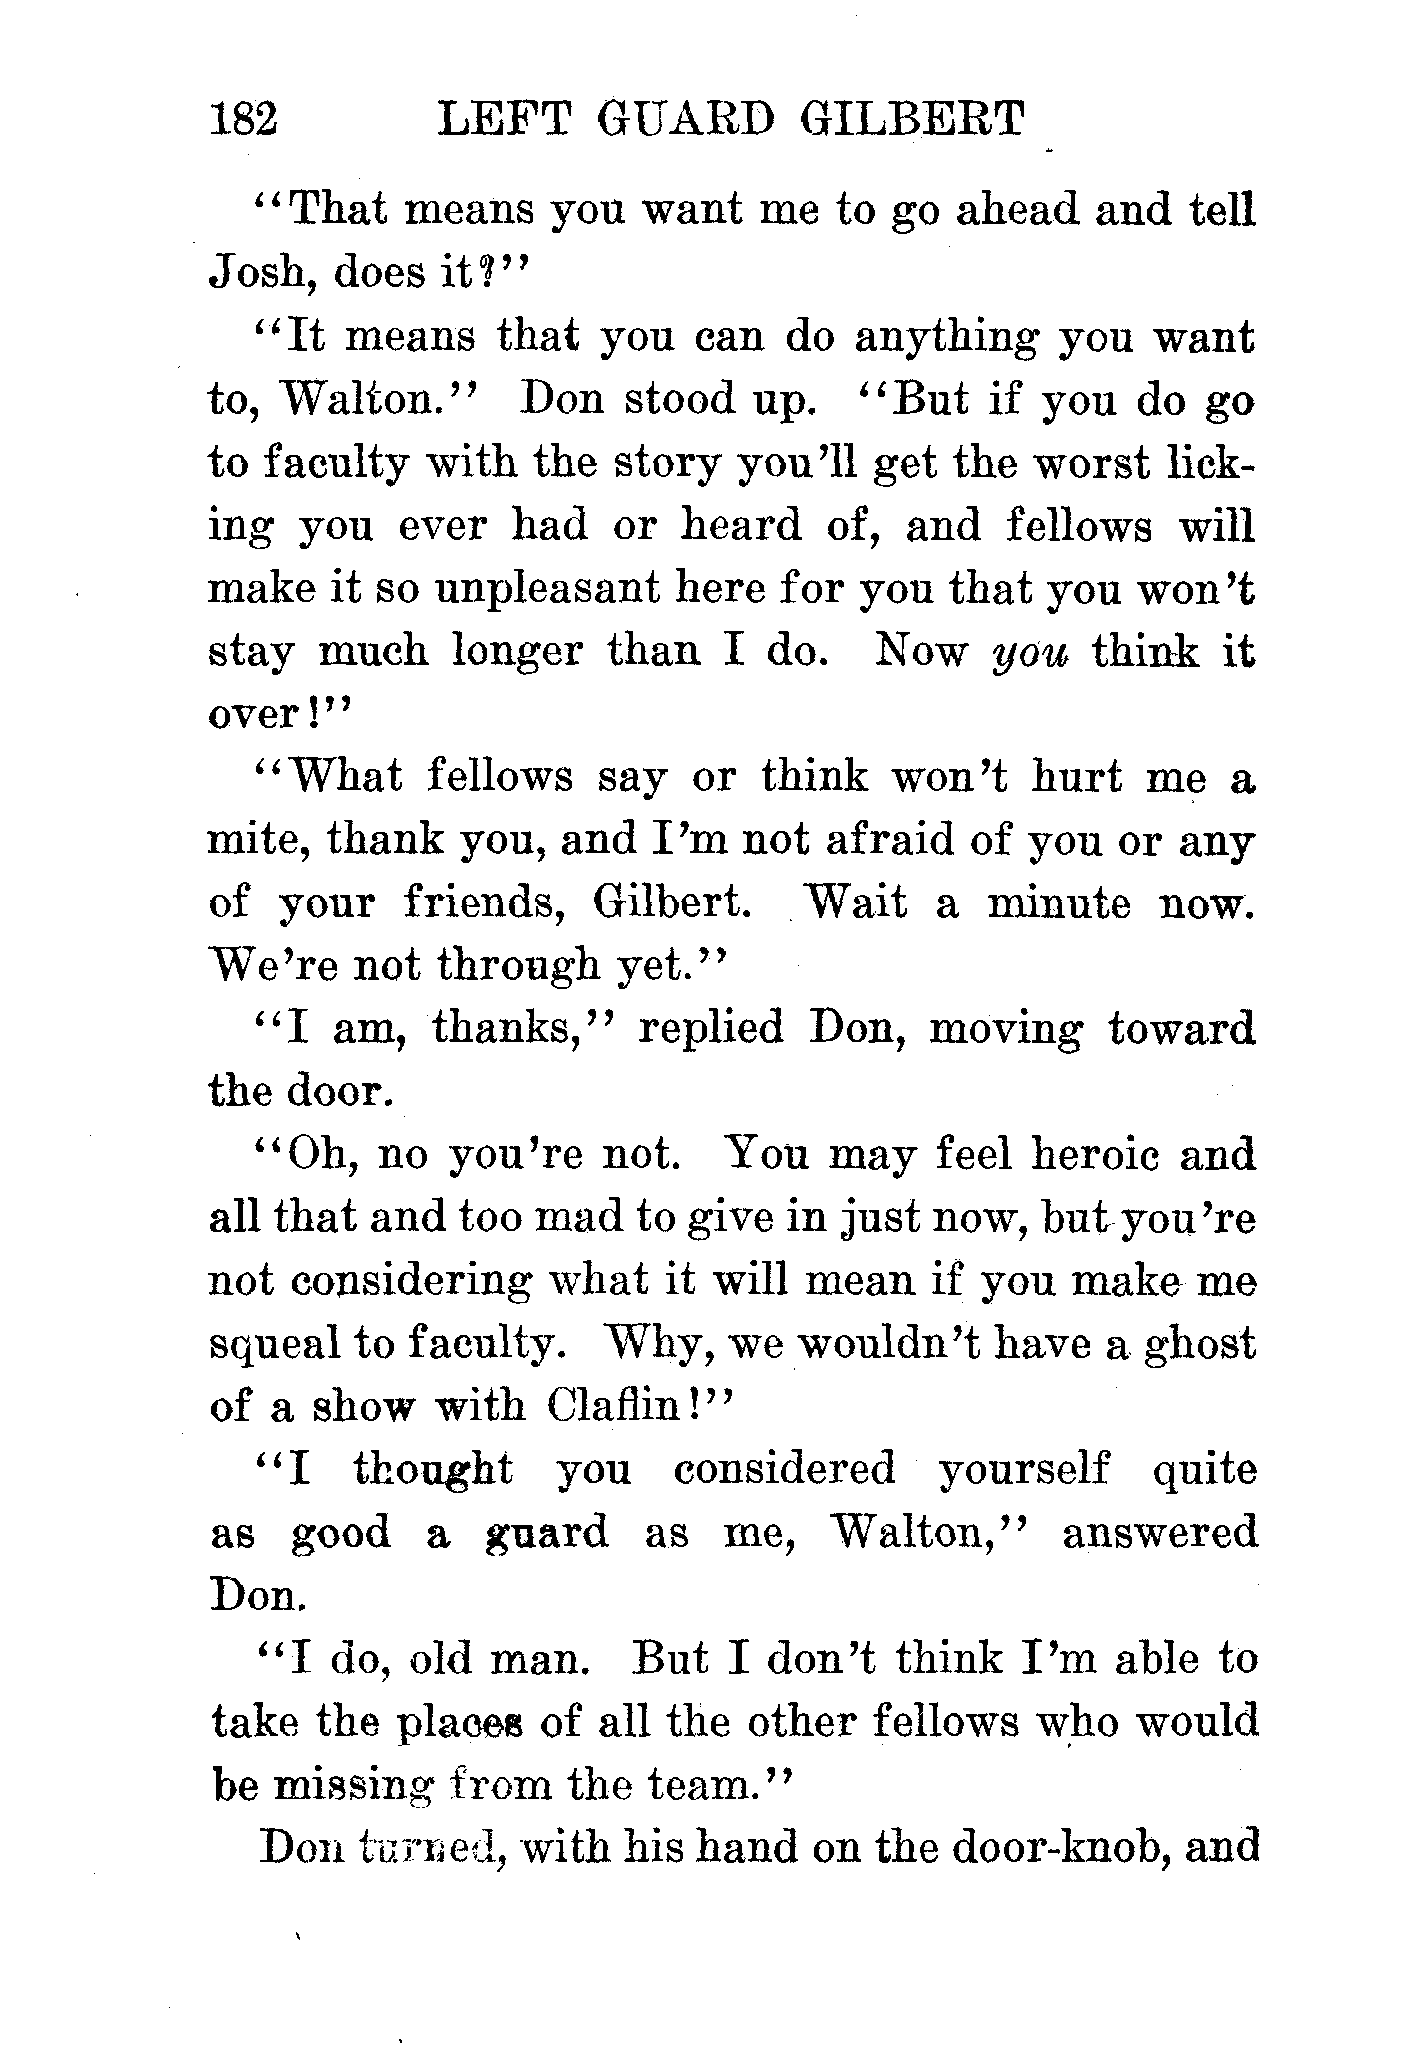 182 LEFT GUARD GILBERT
"That means you want me to go ahead and tell
Josh, does it?"
"It means that you can do anything you want
to, Walton." Don stood up. "But if you do go
to faculty with the story you'll get the worst lick-
ing you ever had or heard of, and fellows will
make it so unpleasant here for you that you won't
stay much longer than I do. Now you think it
over!"
"What fellows say or think won't hurt me a
mite, thank you, and I'm not afraid of you or any
of your friends, Gilbert. Wait a minute now.
We're not through yet."
"I am, thanks," replied Don, moving toward
the door.
"Oh, no you're not. You may feel heroic and
all that and too mad to give in just now, but you're
not considering what it will mean if you make me
squeal to faculty. Why, we wouldn't have a ghost
of a show with Claflin!"
"I thought you considered yourself quite
as good a guard as me, Walton," answered
Don.
"I do, old man. But I don't think I'm able to
take the places of all the other fellows who would
be missing from the team."
Don turned, with his hand on the door-knob, and